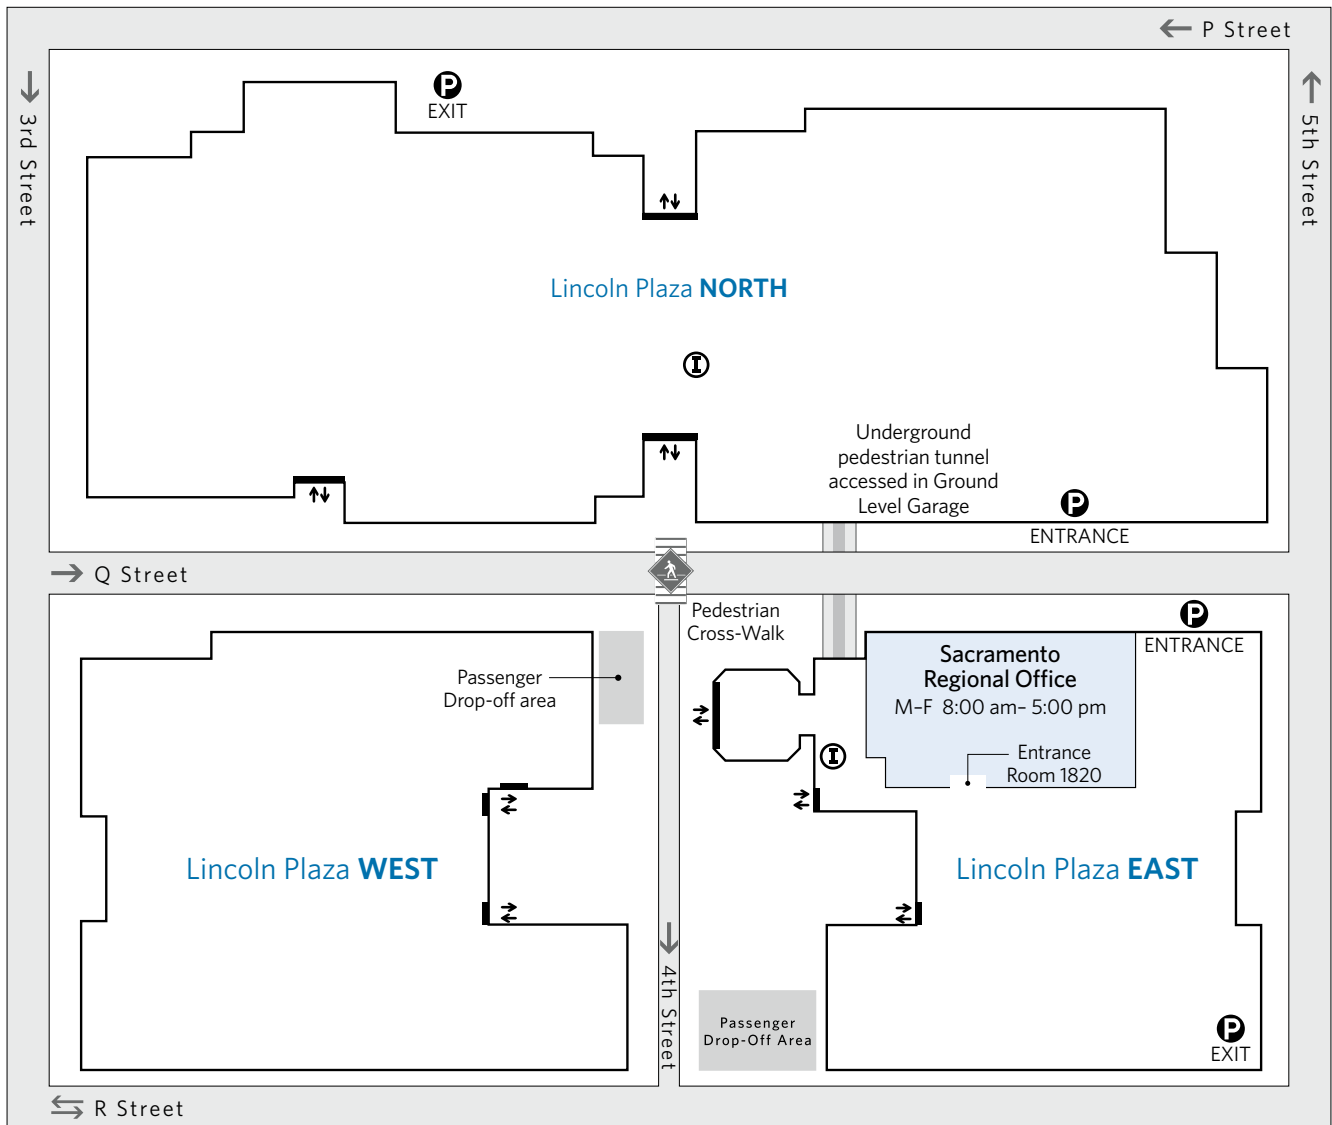 P Street
3rd Street
5th Street
P
EXIT
Lincoln Plaza NORTH
I
Underground
pedestrian tunnel
accessed in Ground
Level Garage
P
ENTRANCE
Q Street
Pedestrian
Cross-Walk
P
ENTRANCE
Passenger
Drop-off area
Sacramento
Regional Office
M–F 8:00 am– 5:00 pm
I
Entrance
Room 1820
Lincoln Plaza WEST
Lincoln Plaza EAST
4th Street
Passenger
Drop-Off Area
P
EXIT
R Street